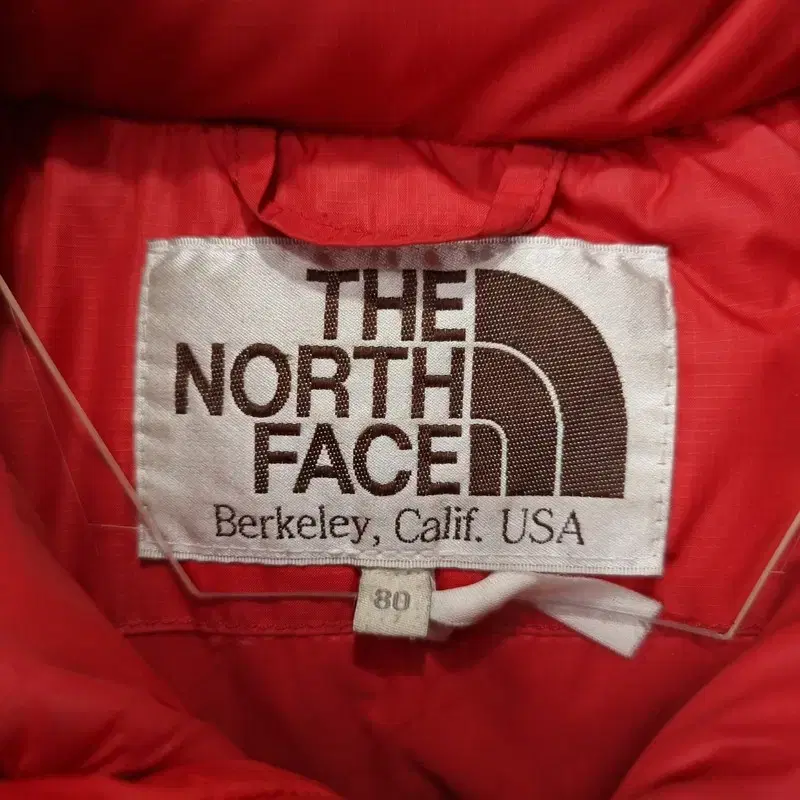 THE
NORTH
FACE
Berkeley, Calif. USA
80